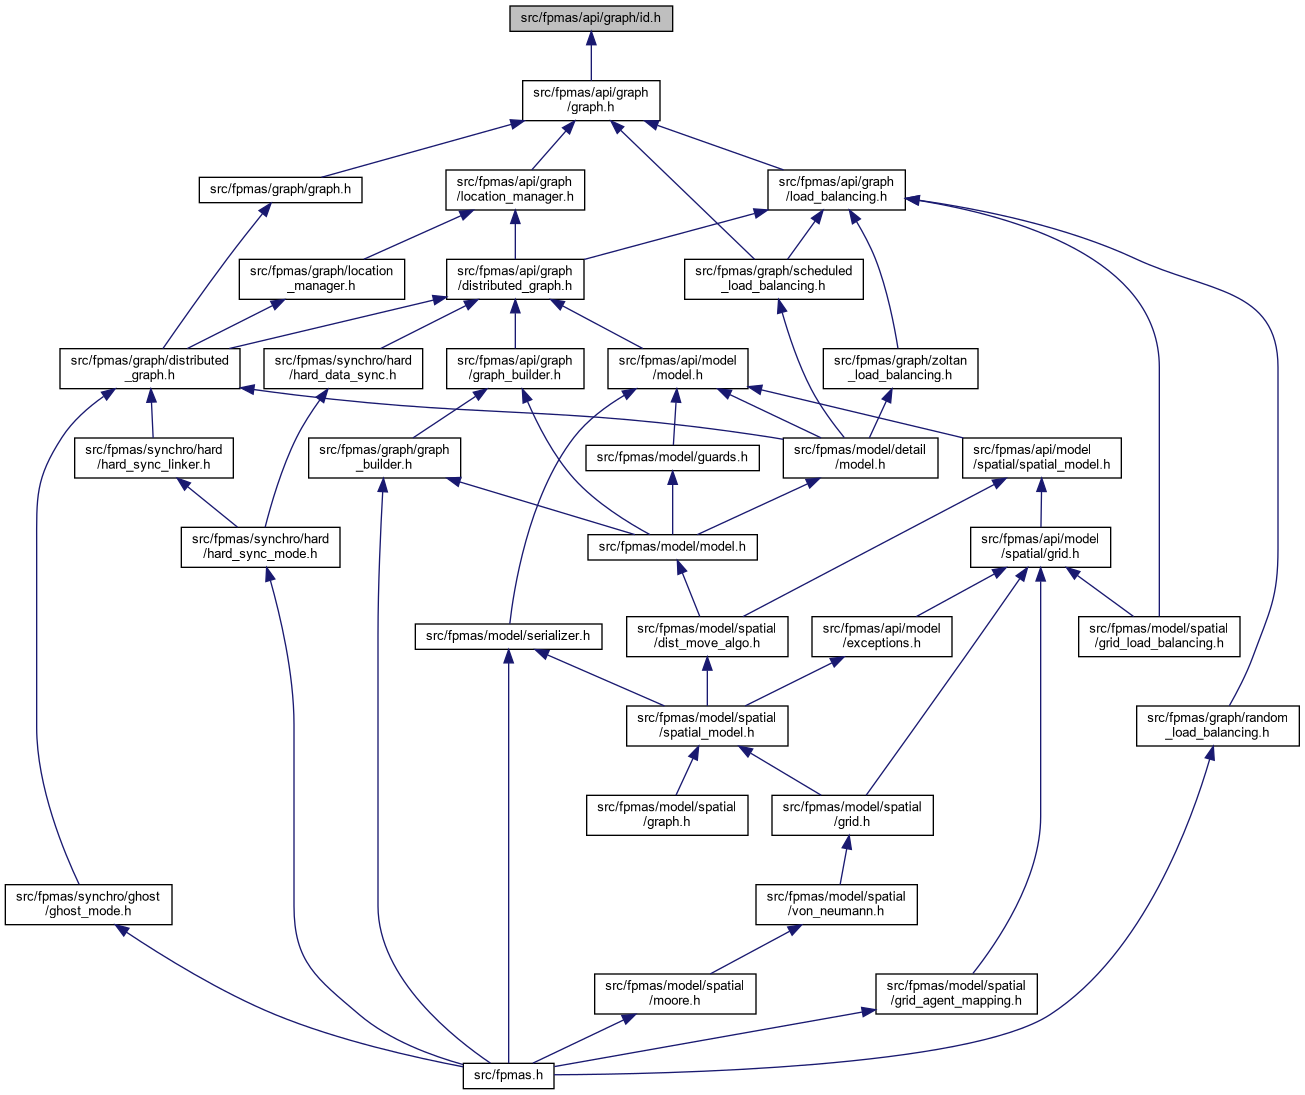 src/fpmas/api/graph/id.h
src/fpmas/api/graph
/graph.h
src/fpmas/graph/graph.h
src/fpmas/api/graph
/location_manager.h
src/fpmas/api/graph
/load_balancing.h
src/fpmas/graph/location
_manager.h
src/fpmas/api/graph
/distributed_graph.h
src/fpmas/graph/scheduled
_load_balancing.h
src/fpmas/graph/distributed
_graph.h
src/fpmas/synchro/hard
/hard_data_sync.h
src/fpmas/api/graph
/graph_builder.h
src/fpmas/api/model
/model.h
src/fpmas/graph/zoltan
_load_balancing.h
src/fpmas/synchro/hard
/hard_sync_linker.h
src/fpmas/graph/graph
_builder.h
src/fpmas/model/guards.h
src/fpmas/model/detail
/model.h
src/fpmas/api/model
/spatial/spatial_model.h
src/fpmas/synchro/hard
/hard_sync_mode.h
src/fpmas/model/model.h
src/fpmas/api/model
/spatial/grid.h
src/fpmas/model/serializer.h
src/fpmas/model/spatial
/dist_move_algo.h
src/fpmas/api/model
/exceptions.h
src/fpmas/model/spatial
/grid_load_balancing.h
src/fpmas/model/spatial
/spatial_model.h
src/fpmas/graph/random
_load_balancing.h
src/fpmas/model/spatial
/graph.h
src/fpmas/model/spatial
/grid.h
src/fpmas/synchro/ghost
/ghost_mode.h
src/fpmas/model/spatial
/von_neumann.h
src/fpmas/model/spatial
/moore.h
src/fpmas/model/spatial
/grid_agent_mapping.h
src/fpmas.h